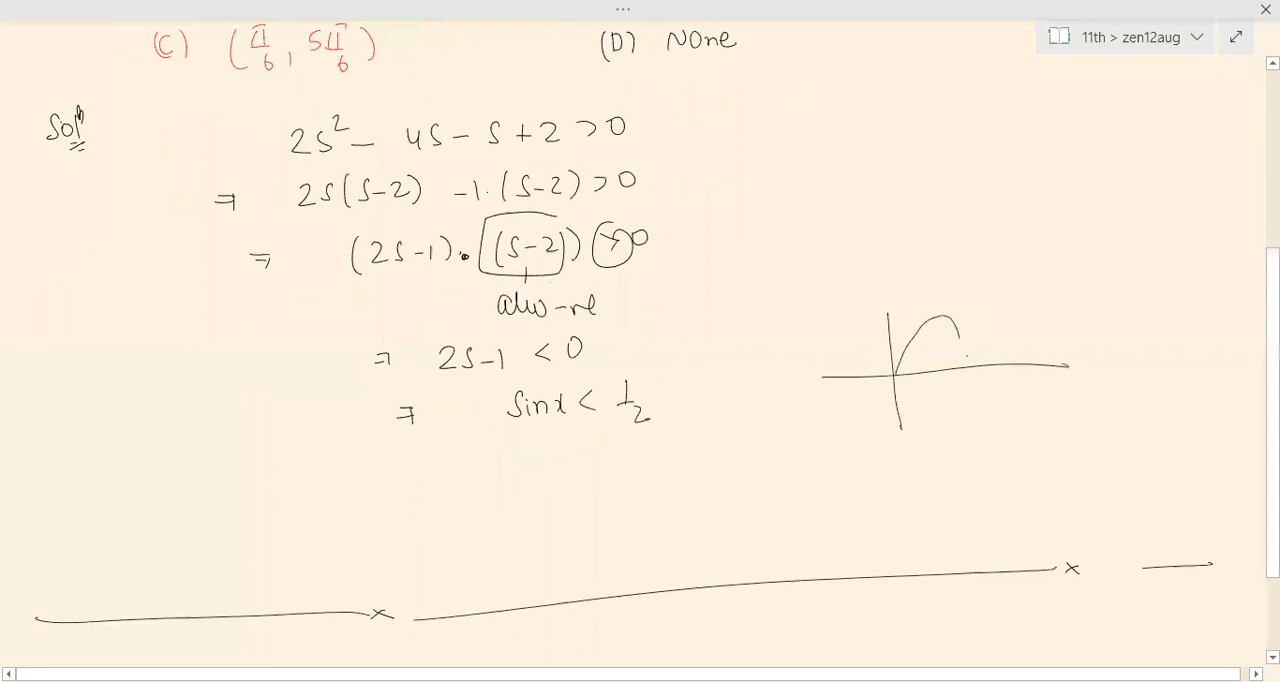 11th > zen12aug
(C) (π/6, 5π/6) (D) None
Solⁿ
2s² - 4s - s + 2 > 0
⇒ 2s(s-2) -1.(s-2) > 0
⇒ (2s-1).(s-2)) > 0
alw -ve
⇒ 2s-1 < 0
⇒ sinx < 1/2